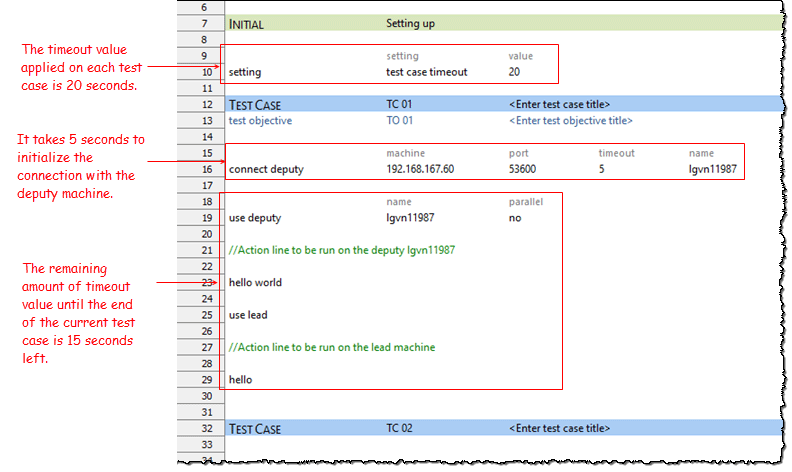 6
7 INITIAL Setting up
8
9 setting value
The timeout value
applied on each test
case is 20 seconds.
10 setting test case timeout 20
11
12 TEST CASE TC 01 <Enter test case title>
13 test objective TO 01 <Enter test objective title>
14
It takes 5 seconds to
initialize the
connection with the
deputy machine.
15 machine port timeout name
16 connect deputy 192.168.167.60 53600 5 lgvn11987
17
18 name parallel
19 use deputy lgvn11987 no
20
21 //Action line to be run on the deputy lgvn11987
22
The remaining
amount of timeout
value until the end
of the current test
case is 15 seconds
left.
23 hello world
24
25 use lead
26
27 //Action line to be run on the lead machine
28
29 hello
30
31
32 TEST CASE TC 02 <Enter test case title>
33